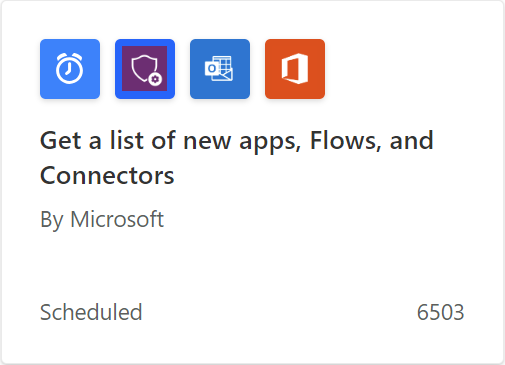 Get a list of new apps, Flows, and
Connectors
By Microsoft
Scheduled 6503